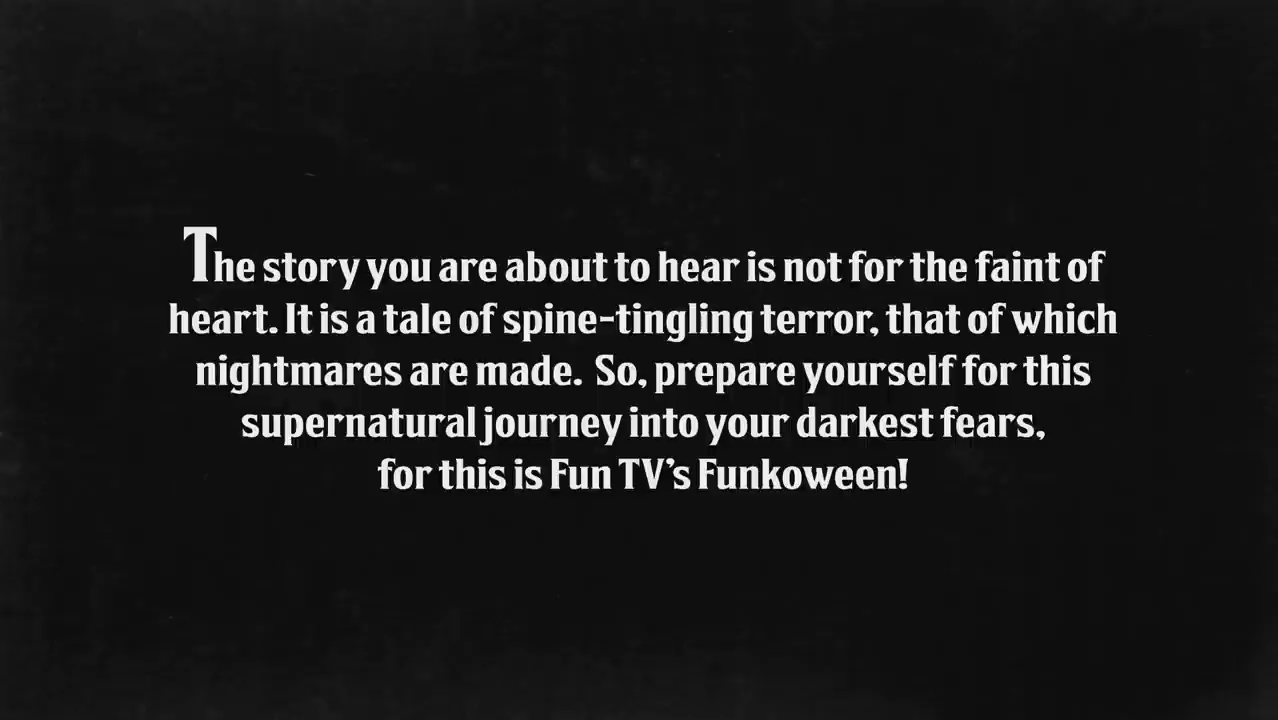 The story you are about to hear is not for the faint of
heart. It is a tale of spine-tingling terror, that of which
nightmares are made. So, prepare yourself for this
supernatural journey into your darkest fears,
for this is Fun TV's Funkoween!